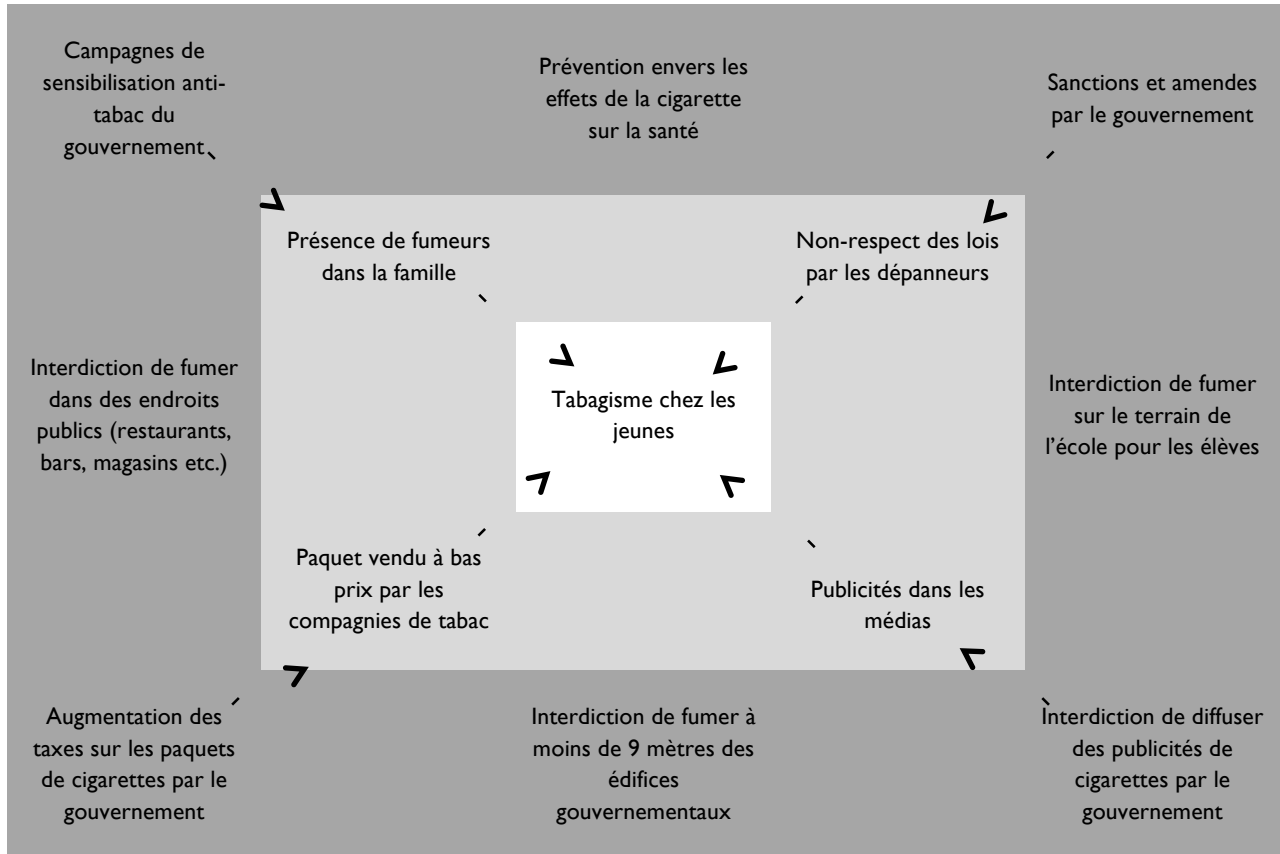 Campagnes de
sensibilisation anti-
tabac du
gouvernement
Prévention envers les
effets de la cigarette
sur la santé
Sanctions et amendes
par le gouvernement
Présence de fumeurs
dans la famille
Non-respect des lois
par les dépanneurs
Interdiction de fumer
dans des endroits
publics (restaurants,
bars, magasins etc.)
Tabagisme chez les
jeunes
Interdiction de fumer
sur le terrain de
l’école pour les élèves
Paquet vendu à bas
prix par les
compagnies de tabac
Publicités dans les
médias
Augmentation des
taxes sur les paquets
de cigarettes par le
gouvernement
Interdiction de fumer à
moins de 9 mètres des
édifices
gouvernementaux
Interdiction de diffuser
des publicités de
cigarettes par le
gouvernement